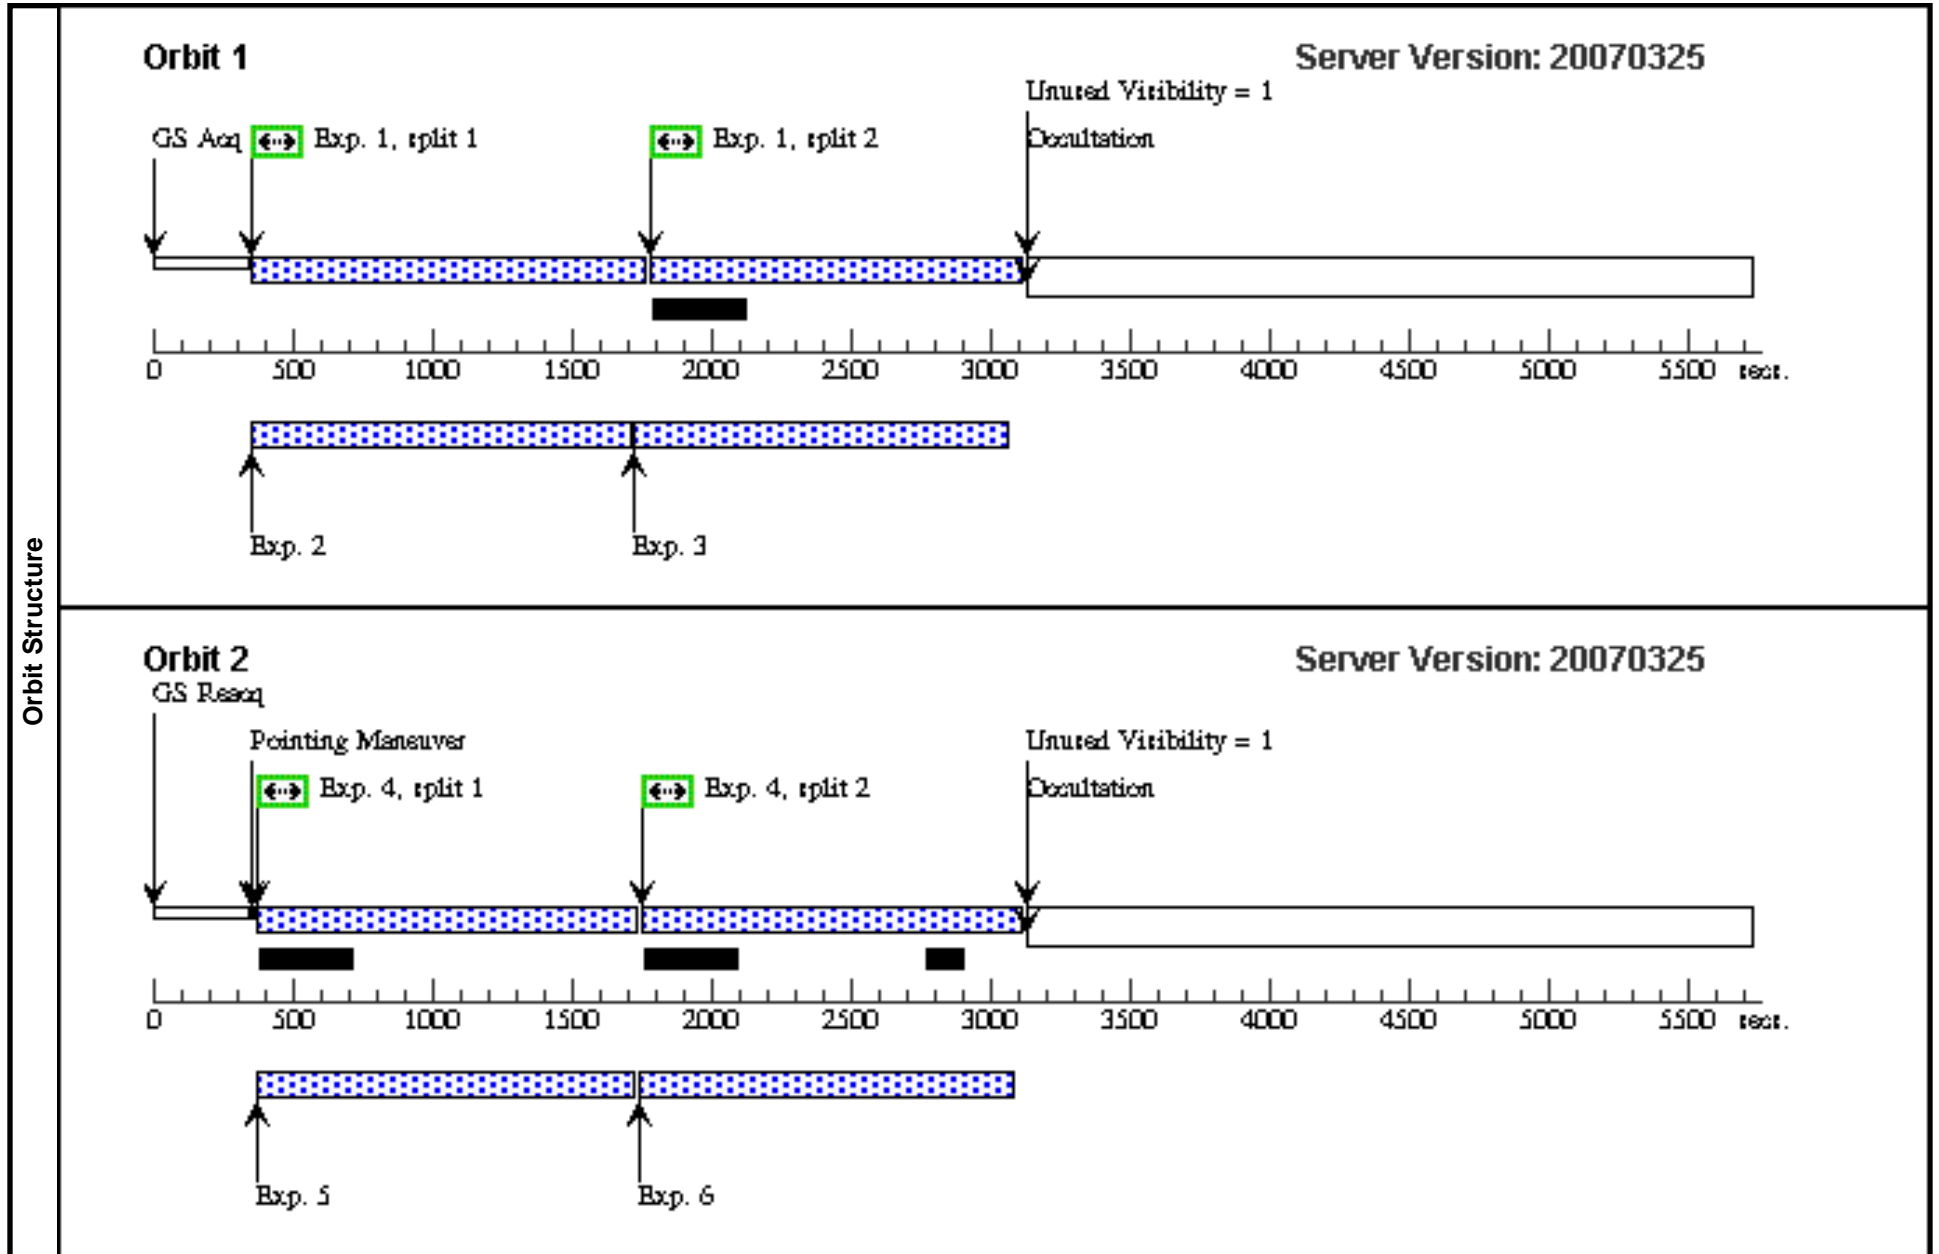 Orbit Structure
Orbit 1
Server Version: 20070325
Unused Visibility = 1
GS Acq
Exp. 1, split 1
Exp. 1, split 2
Occultation
0 500 1000 1500 2000 2500 3000 3500 4000 4500 5000 5500 secs.
Exp. 2
Exp. 3
Orbit 2
Server Version: 20070325
GS Reacq
Pointing Maneuver
Unused Visibility = 1
Exp. 4, split 1
Exp. 4, split 2
Occultation
0 500 1000 1500 2000 2500 3000 3500 4000 4500 5000 5500 secs.
Exp. 5
Exp. 6